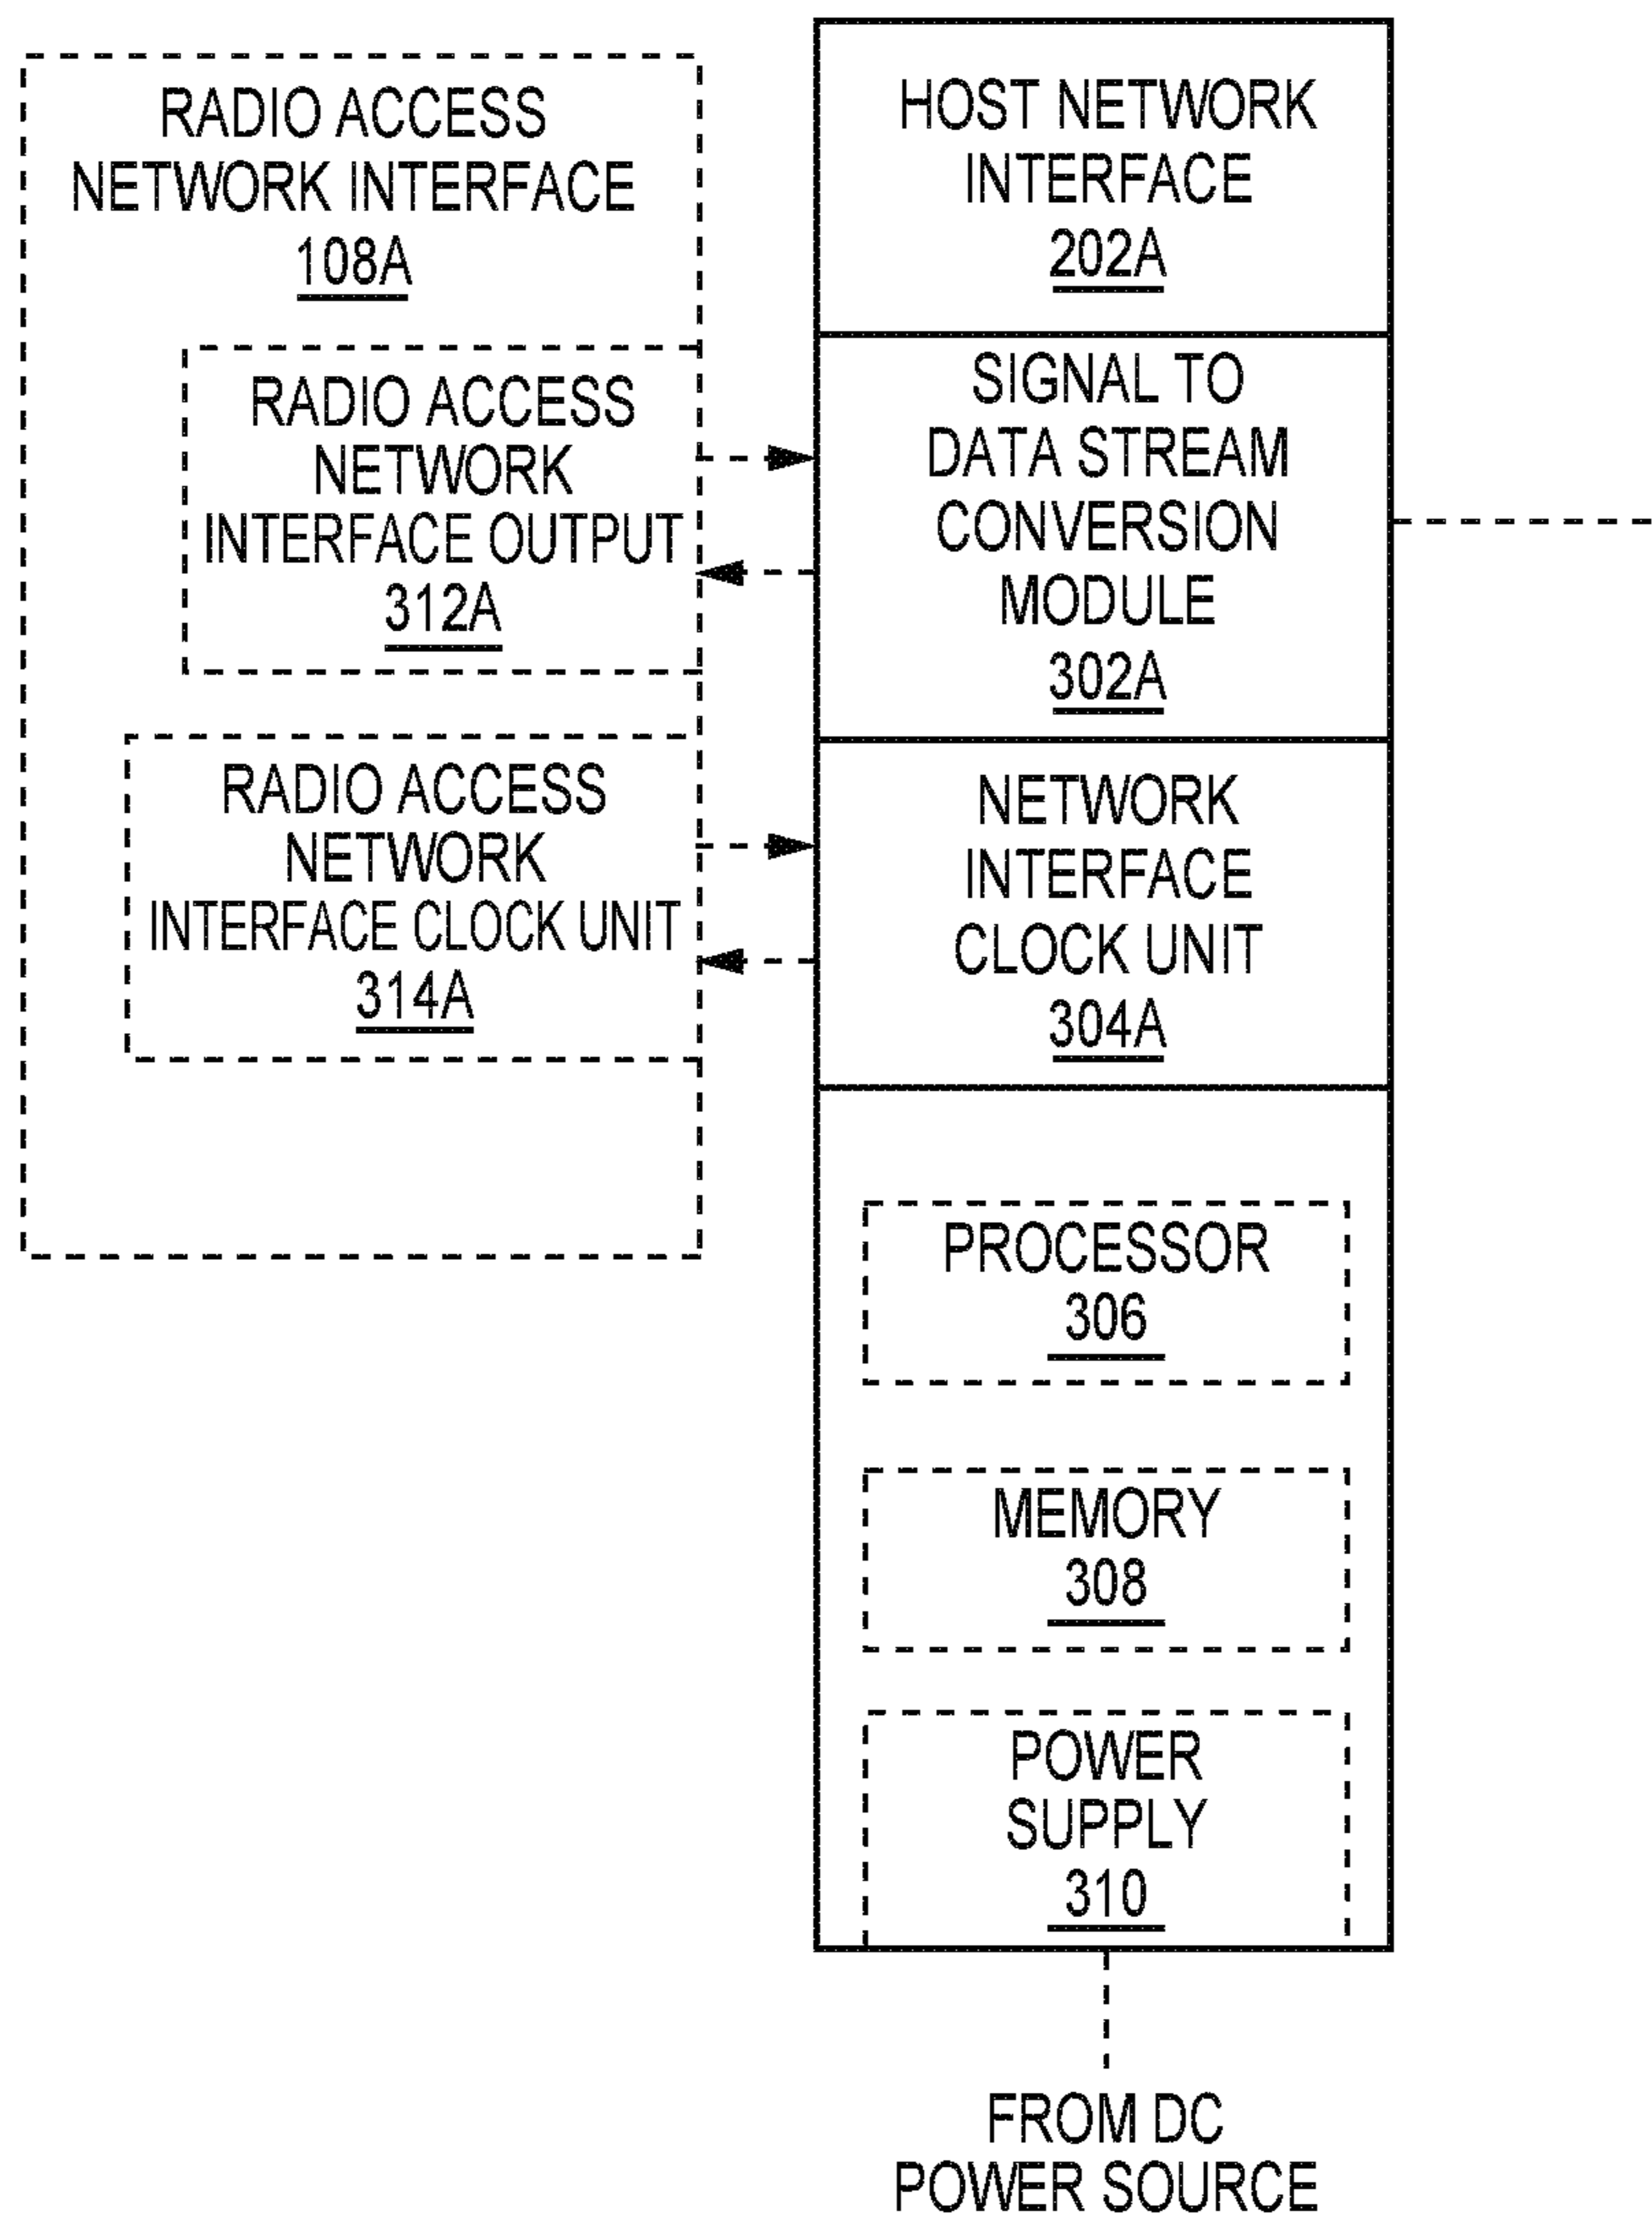 RADIO ACCESS
NETWORK INTERFACE
108A
RADIO ACCESS
NETWORK
INTERFACE OUTPUT
312A
RADIO ACCESS
NETWORK
INTERFACE CLOCK UNIT
314A
HOST NETWORK
INTERFACE
202A
SIGNAL TO
DATA STREAM
CONVERSION
MODULE
302A
NETWORK
INTERFACE
CLOCK UNIT
304A
PROCESSOR
306
MEMORY
308
POWER
SUPPLY
310
FROM DC
POWER SOURCE